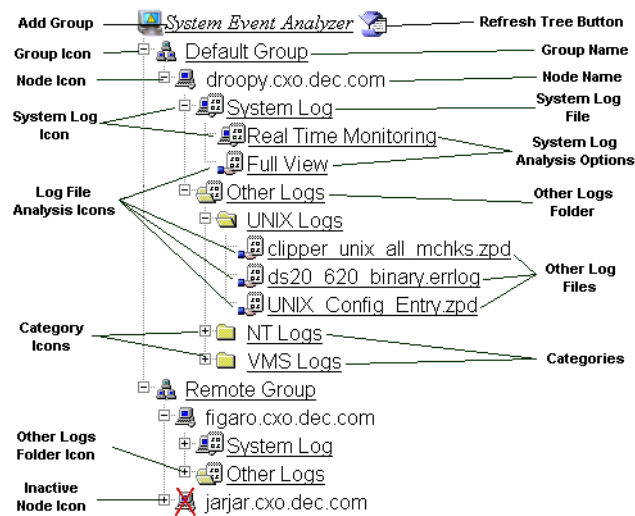 Add Group
System Event Analyzer
Refresh Tree Button
Group Icon
Default Group
Group Name
Node Icon
droopy.cxo.dec.com
Node Name
System Log
Icon
System Log
System Log
File
Real Time Monitoring
System Log
Analysis Options
Full View
Log File
Analysis Icons
Other Logs
Other Logs
Folder
UNIX Logs
clipper_unix_all_mchks.zpd
ds20_620_binary.errlog
Other Log
Files
UNIX_Config_Entry.zpd
Category
Icons
NT Logs
VMS Logs
Categories
Remote Group
figaro.cxo.dec.com
Other Logs
Folder Icon
System Log
Other Logs
Inactive
Node Icon
jarjar.cxo.dec.com